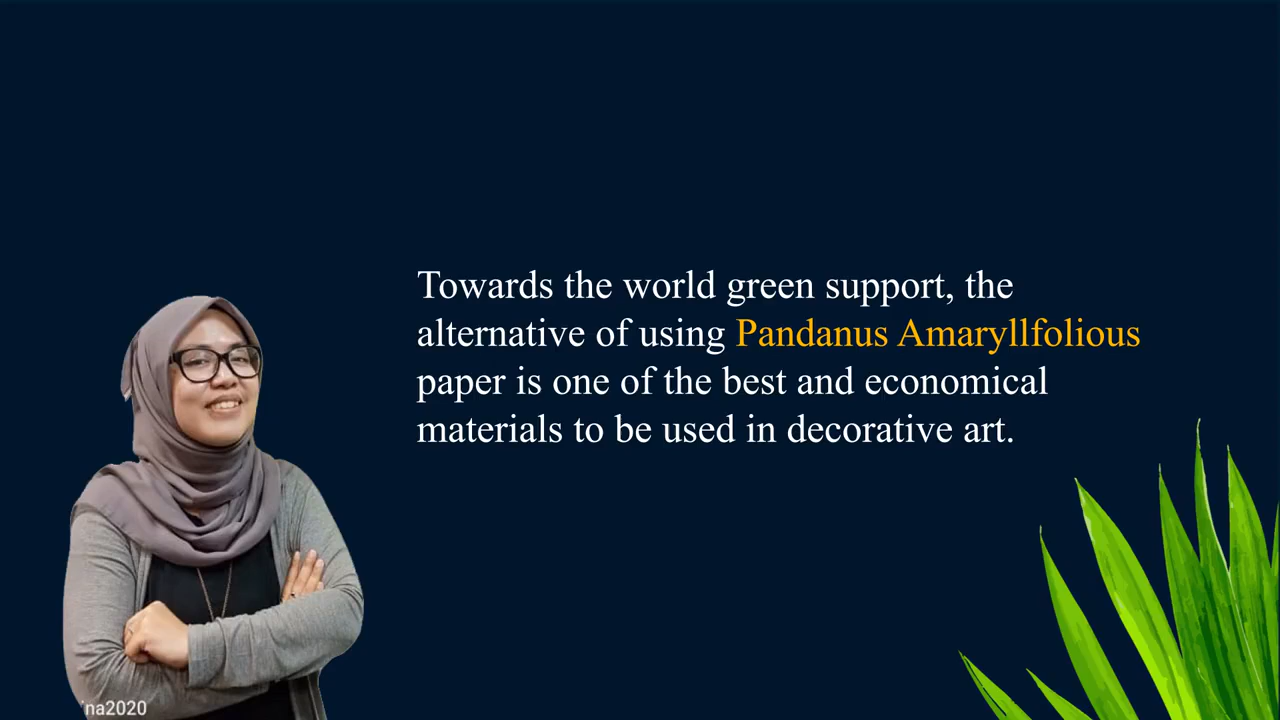 Towards the world green support, the
alternative of using Pandanus Amaryllfolious
paper is one of the best and economical
materials to be used in decorative art.
na2020